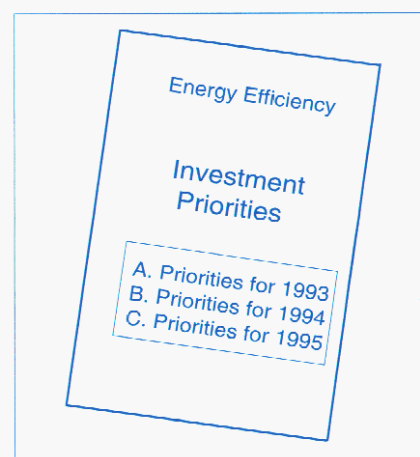 Energy Efficiency
Investment
Priorities
A. Priorities for 1993
B. Priorities for 1994
C. Priorities for 1995